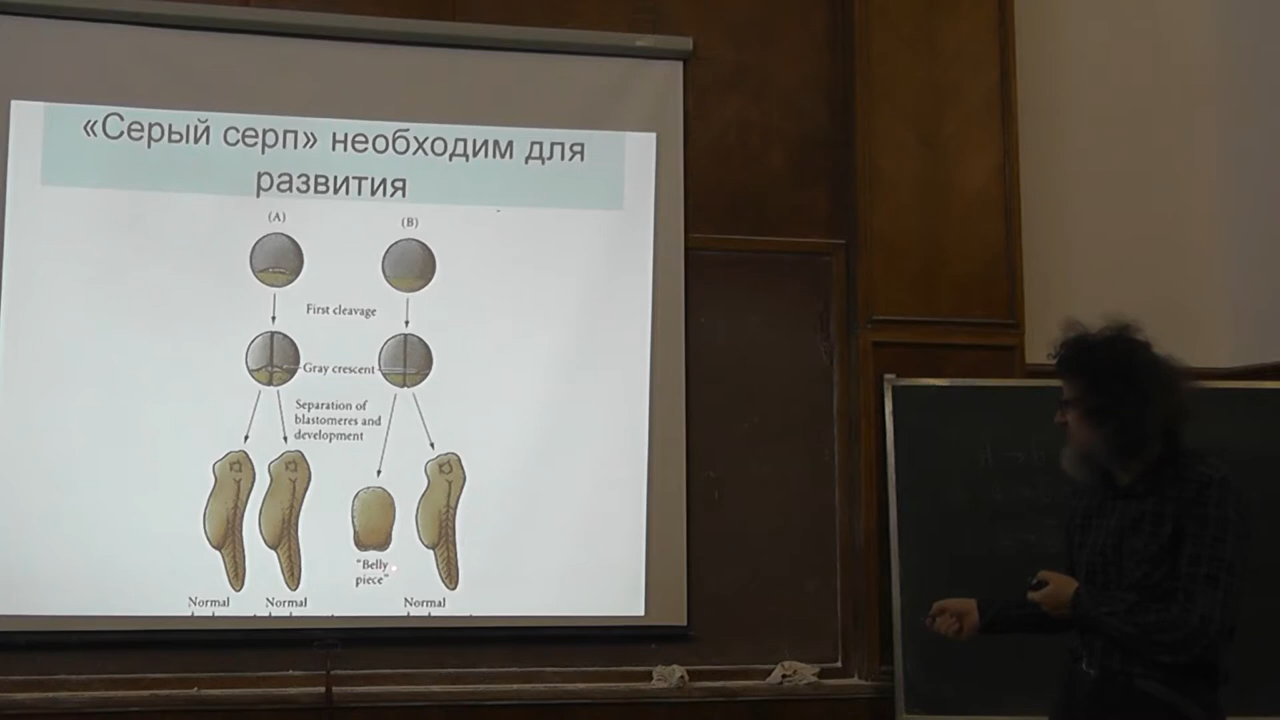 «Серый серп» необходим для
развития
(A)
(B)
First cleavage
Gray crescent
Separation of
blastomeres and
development
"Belly
piece"
Normal
Normal
Normal